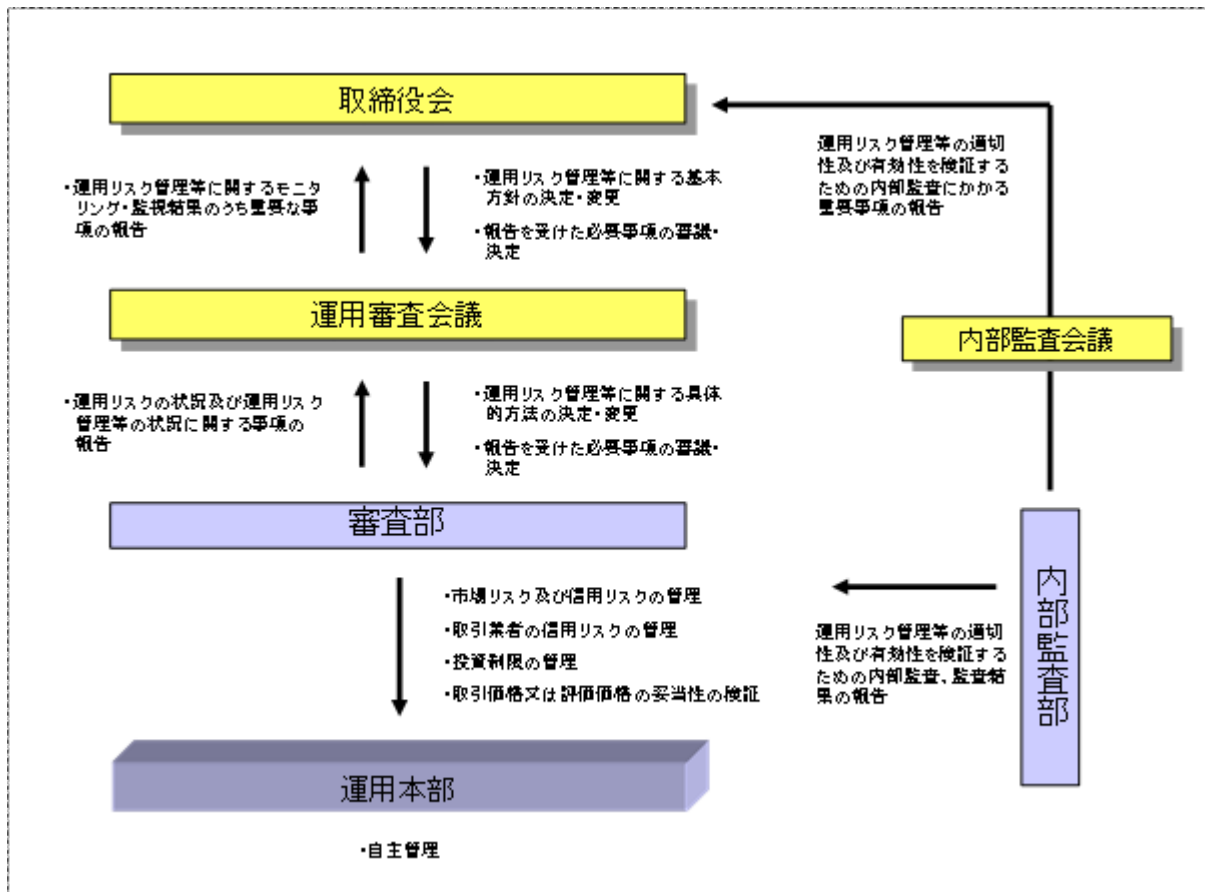 取締役会
・運用リスク管理等に関するモニタ
リング・監視結果のうち重要な事
項の報告
・運用リスク管理等に関する基本
方針の決定・変更
・報告を受けた必要事項の審議・
決定
運用リスク管理等の適切
性及び有効性を検証する
ための内部監査にかかる
重要事項の報告
運用審査会議
内部監査会議
・運用リスクの状況及び運用リスク
管理等の状況に関する事項の
報告
・運用リスク管理等に関する具体
的方法の決定・変更
・報告を受けた必要事項の審議・
決定
審査部
・市場リスク及び信用リスクの管理
・取引業者の信用リスクの管理
・投資制限の管理
・取引価格又は評価価格の妥当性の検証
運用リスク管理等の適切
性及び有効性を検証する
ための内部監査、監査結
果の報告
内部監査部
運用本部
・自主管理